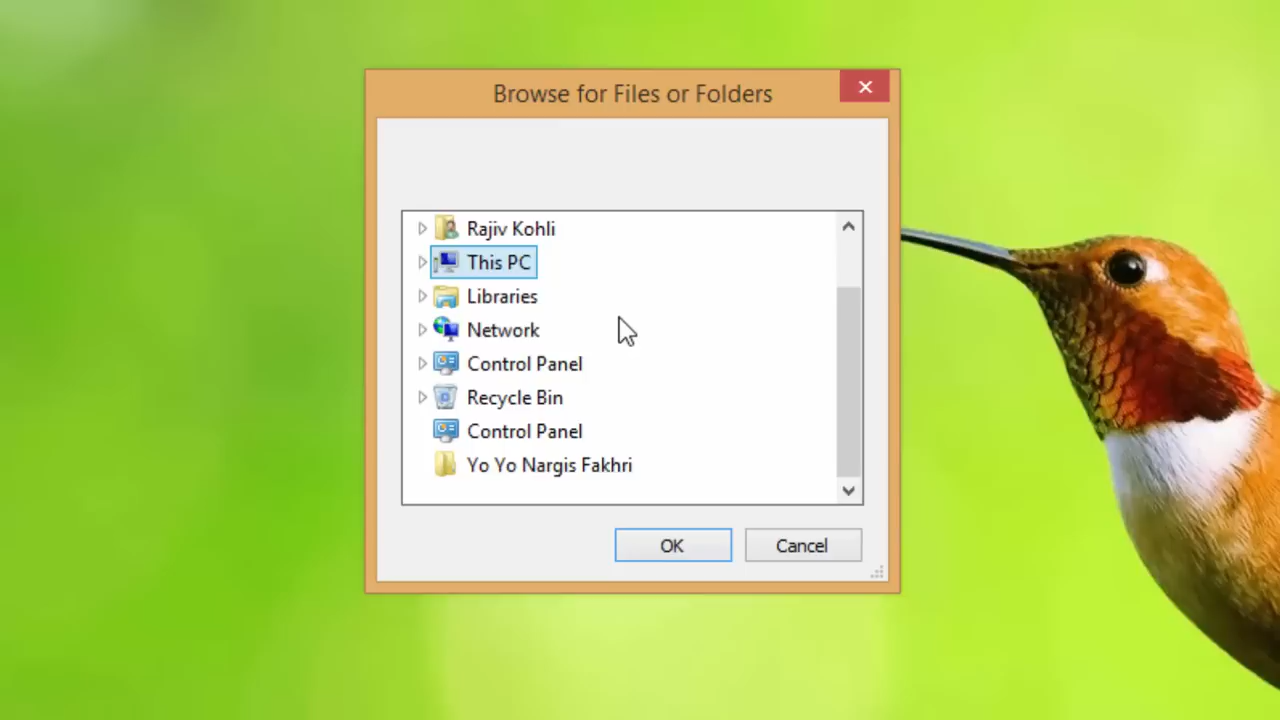 Browse for Files or Folders
Rajiv Kohli
This PC
Libraries
Network
Control Panel
Recycle Bin
Control Panel
Yo Yo Nargis Fakhri
OK
Cancel